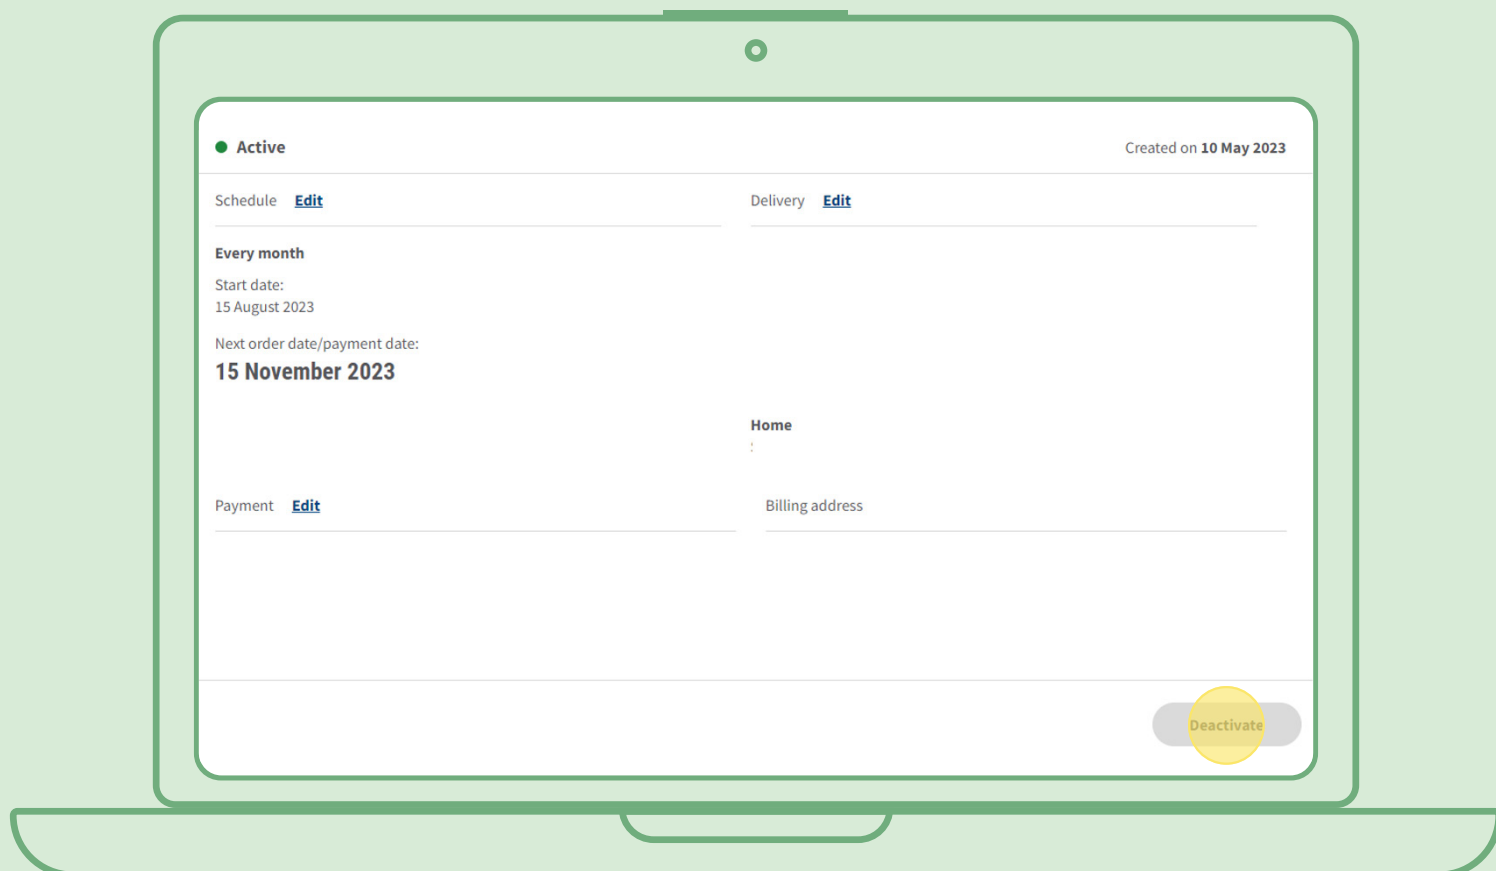 Active
Created on 10 May 2023
Schedule Edit
Delivery Edit
Every month
Start date:
15 August 2023
Next order date/payment date:
15 November 2023
Home
:
Payment Edit
Billing address
Deactivate